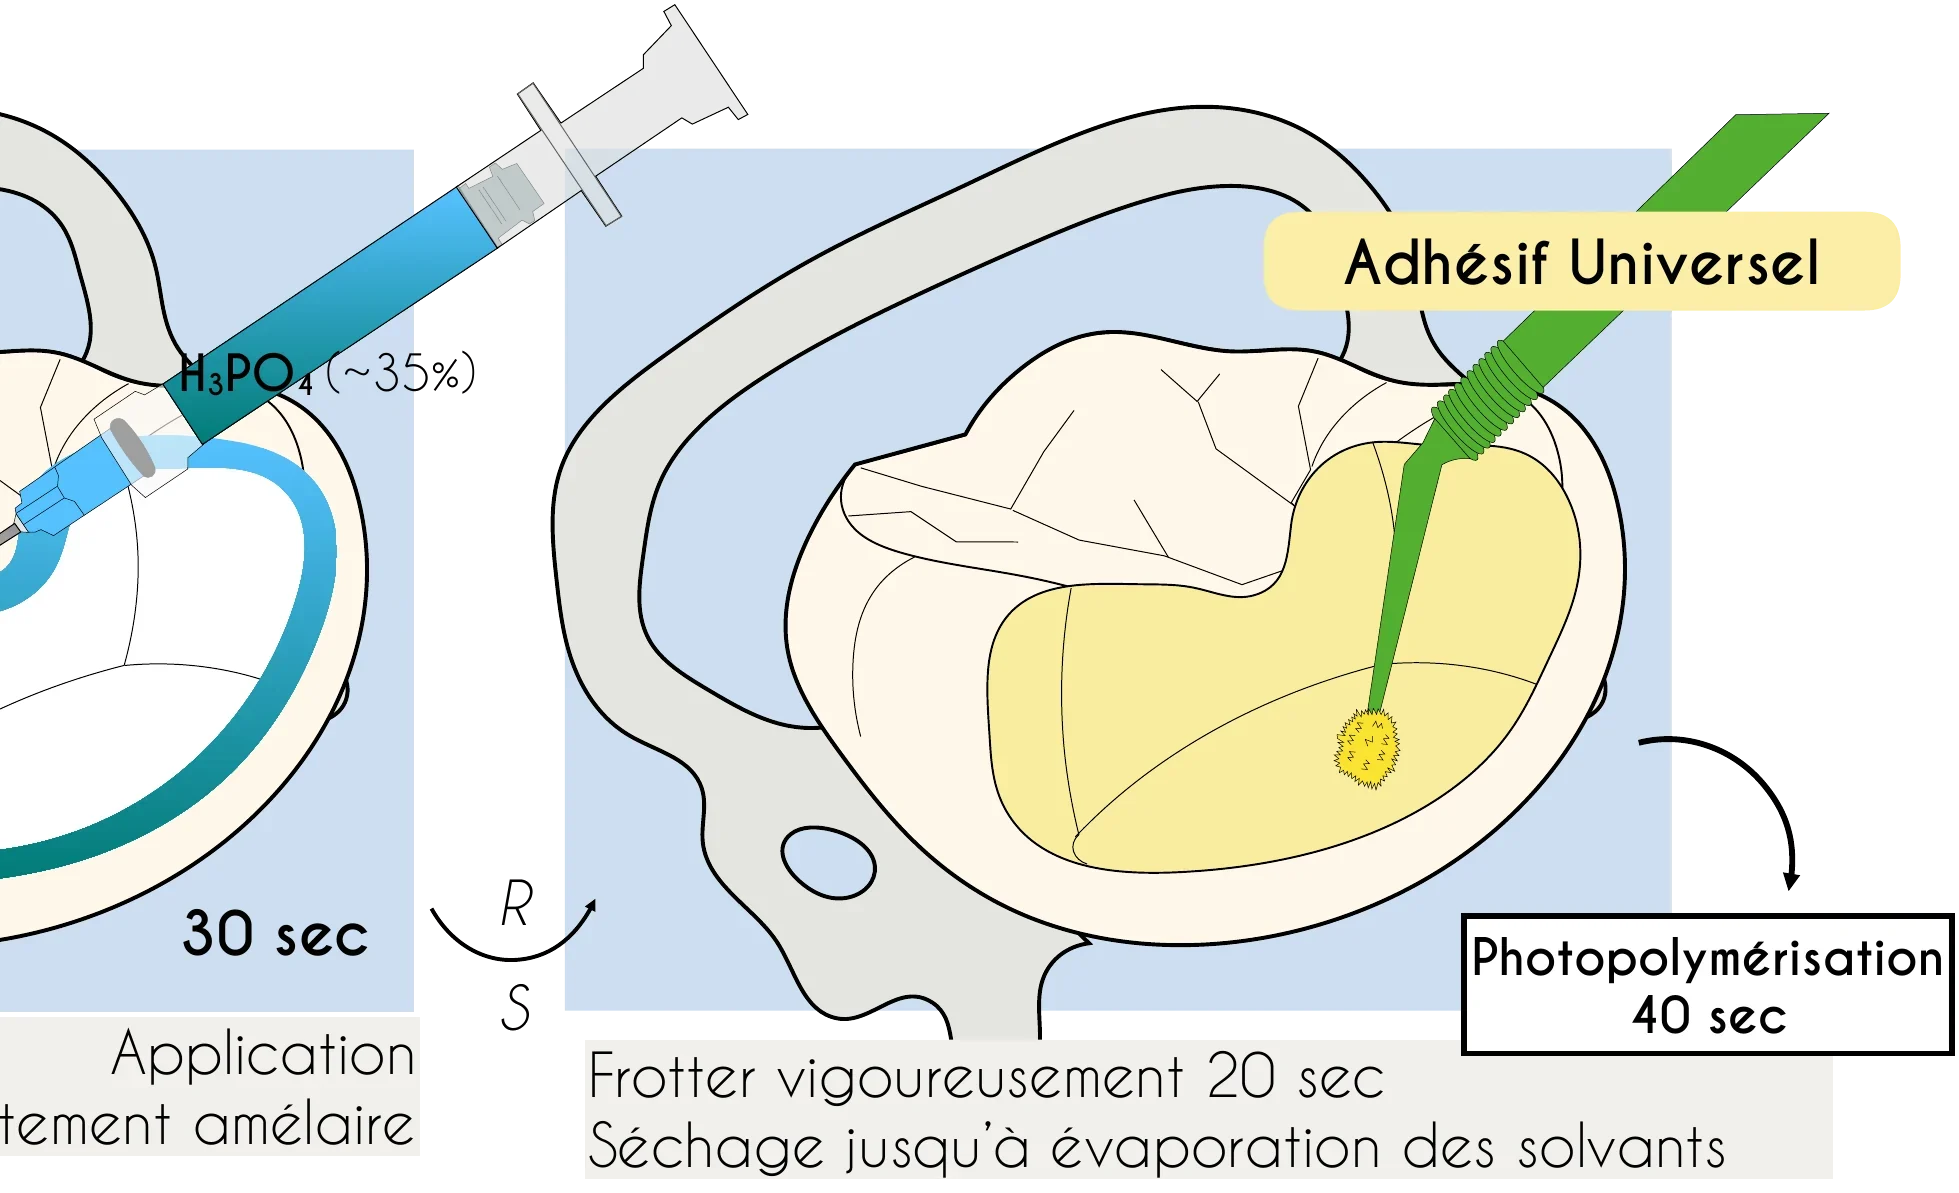 H₃PO₄ (~35%)
30 sec
Application
tement amélaire
R
S
Adhésif Universel
Frotter vigoureusement 20 sec
Séchage jusqu'à évaporation des solvants
Photopolymérisation
40 sec